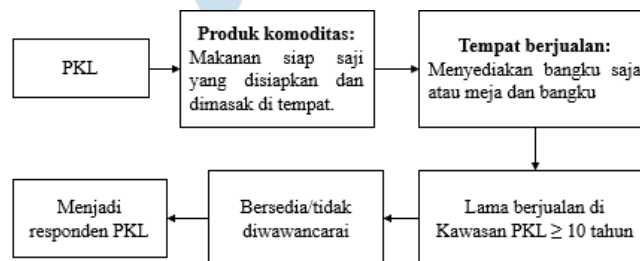 PKL
Produk komoditas:
Makanan siap saji
yang disiapkan dan
dimasak di tempat.
Tempat berjualan:
Menyediakan bangku saja
atau meja dan bangku
Lama berjualan di
Kawasan PKL ≥ 10 tahun
Bersedia/tidak
diwawancarai
Menjadi
responden PKL